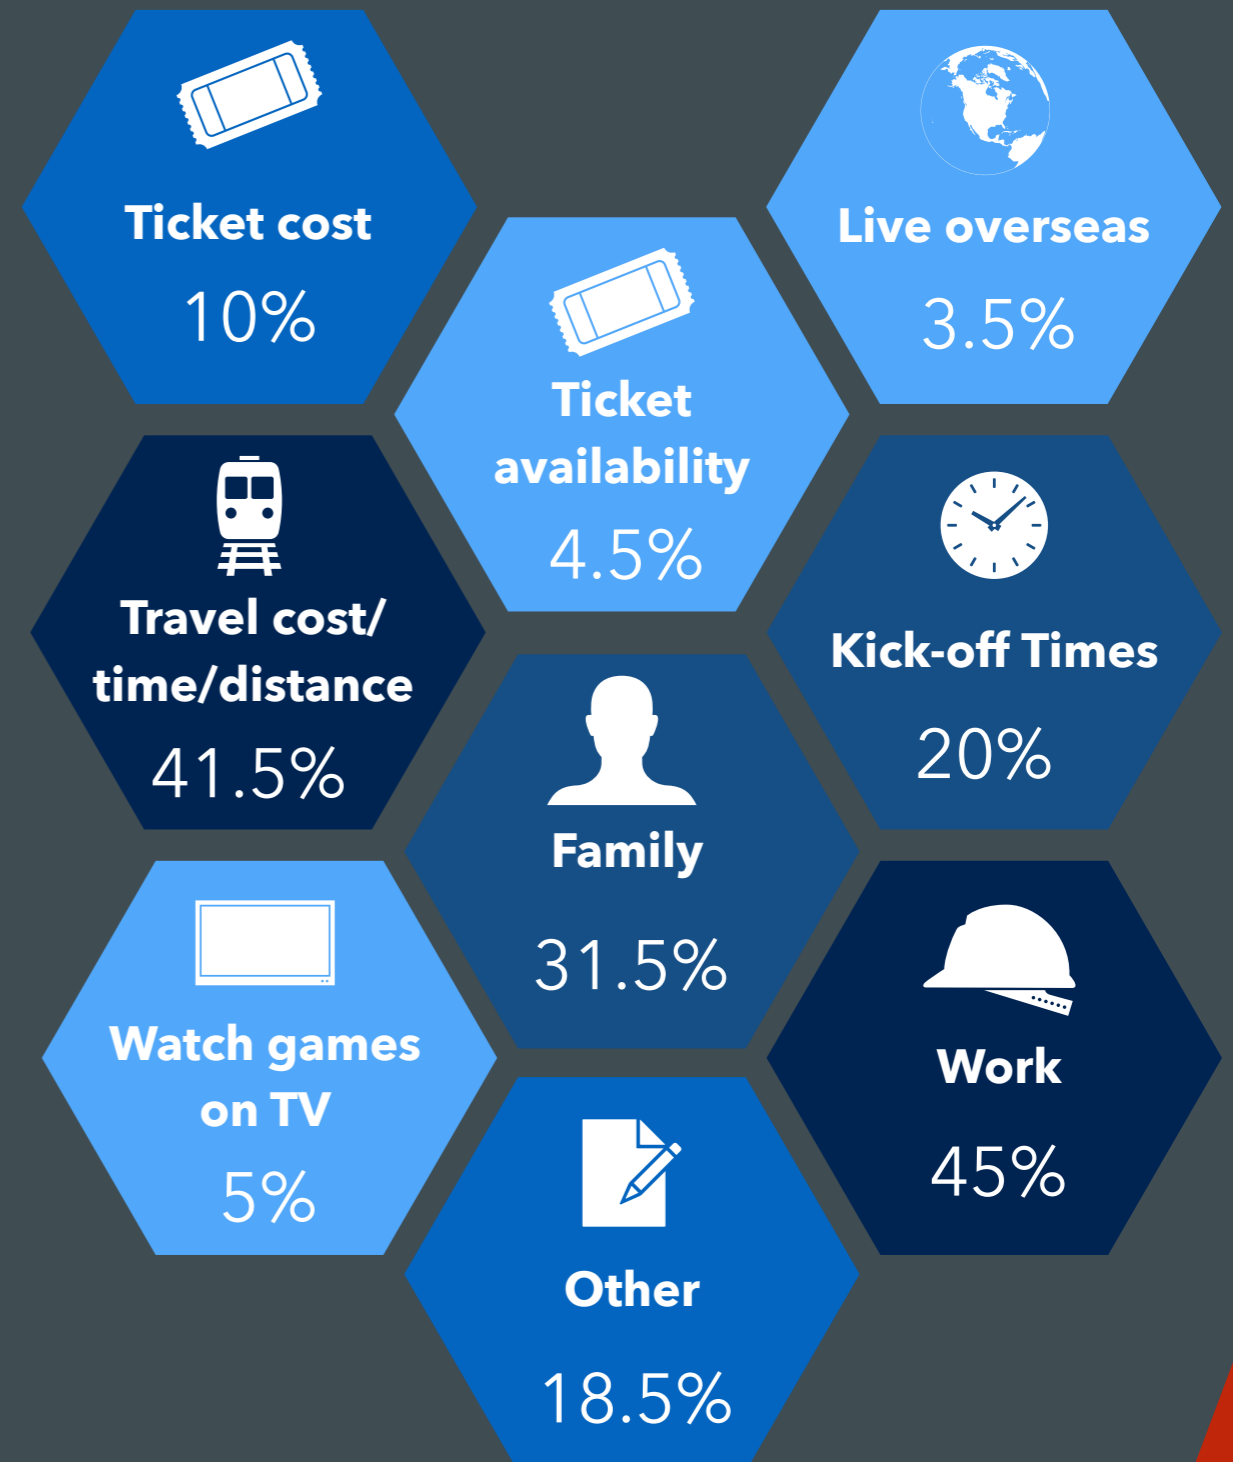 Ticket cost
10%
Live overseas
3.5%
Ticket
availability
4.5%
Travel cost/
time/distance
41.5%
Kick-off Times
20%
Family
31.5%
Watch games
on TV
5%
Work
45%
Other
18.5%